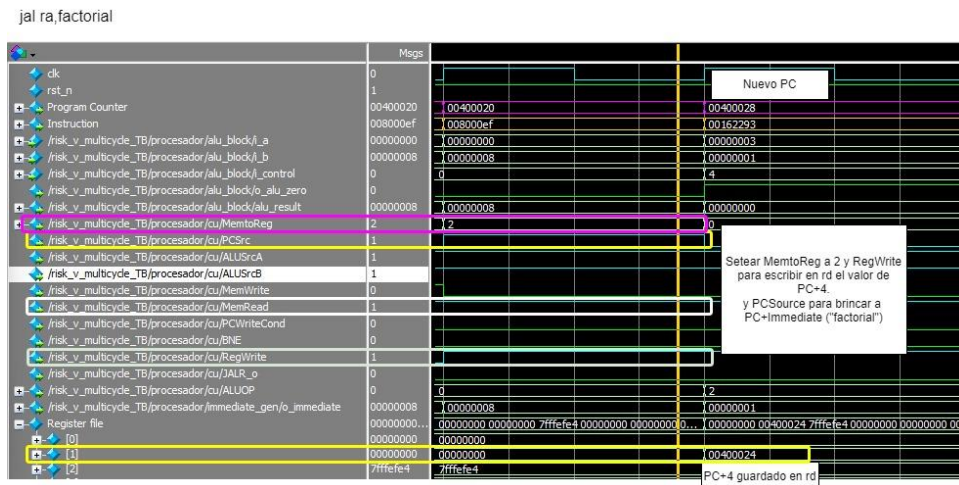 jal ra,factorial
Msgs
clk 0
rst_n 1
Nuevo PC
Program Counter 00400020 00400020 00400028
Instruction 008000ef 008000ef 00162293
/risk_v_multicycle_TB/procesador/alu_block/i_a 00000000 00000000 00000003
/risk_v_multicycle_TB/procesador/alu_block/i_b 00000008 00000008 00000001
/risk_v_multicycle_TB/procesador/alu_block/i_control 0 0 4
/risk_v_multicycle_TB/procesador/alu_block/o_alu_zero 0
/risk_v_multicycle_TB/procesador/alu_block/alu_result 00000008 00000008 00000000
/risk_v_multicycle_TB/procesador/cu/MemtoReg 2 2 0
/risk_v_multicycle_TB/procesador/cu/PCSrc 1
/risk_v_multicycle_TB/procesador/cu/ALUSrcA 1
/risk_v_multicycle_TB/procesador/cu/ALUSrcB 1
/risk_v_multicycle_TB/procesador/cu/MemWrite 0
/risk_v_multicycle_TB/procesador/cu/MemRead 1
/risk_v_multicycle_TB/procesador/cu/PCWriteCond 0
/risk_v_multicycle_TB/procesador/cu/BNE 0
/risk_v_multicycle_TB/procesador/cu/RegWrite 1
/risk_v_multicycle_TB/procesador/cu/JALR_o 0
Setear MemtoReg a 2 y RegWrite
para escribir en rd el valor de
PC+4.
y PCSource para brincar a
PC+Immediate ("factorial")
/risk_v_multicycle_TB/procesador/cu/ALUOP 0 0 2
/risk_v_multicycle_TB/procesador/immediate_gen/o_immediate 00000008 00000008 00000001
Register file 00000000... 00000000 00000000 7fffefe4 00000000 00000000 0... 00000000 00400024 7fffefe4 00000000 00000000 00
[0] 00000000 00000000
[1] 00000000 00000000 00400024
[2] 7fffefe4 7fffefe4
PC+4 guardado en rd